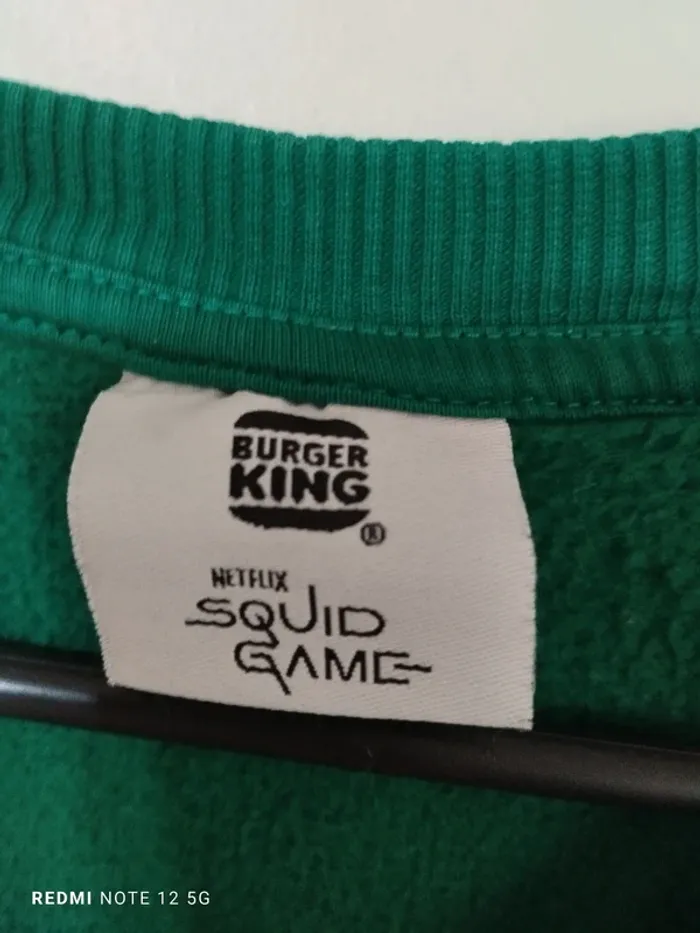 BURGER
KING
®
NETFLIX
SQUID
GAME
REDMI NOTE 12 5G